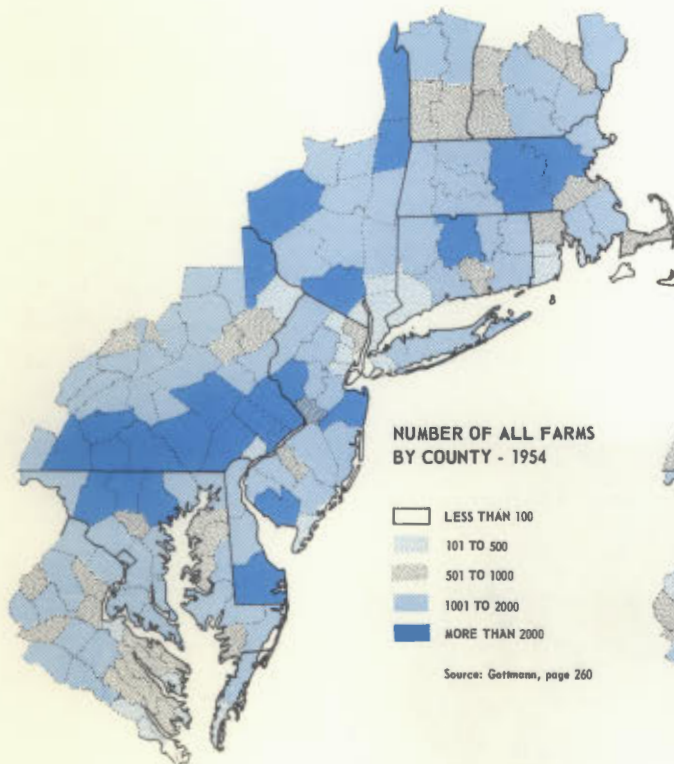 NUMBER OF ALL FARMS
BY COUNTY - 1954
LESS THAN 100
101 TO 500
501 TO 1000
1001 TO 2000
MORE THAN 2000
Source: Gottmann, page 260